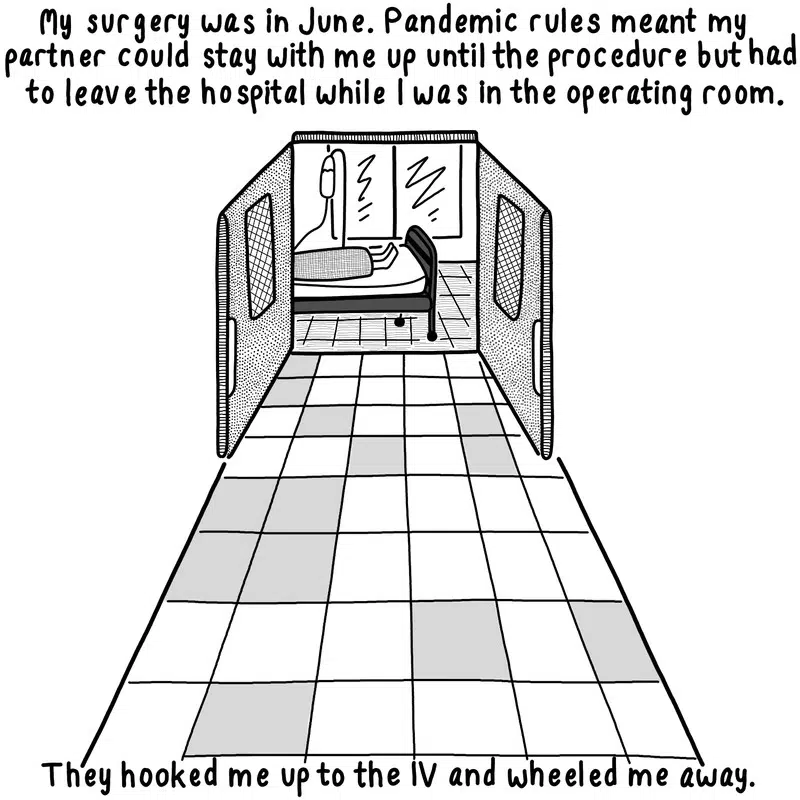 My surgery was in June. Pandemic rules meant my
partner could stay with me up until the procedure but had
to leave the hospital while I was in the operating room.
They hooked me up to the IV and wheeled me away.